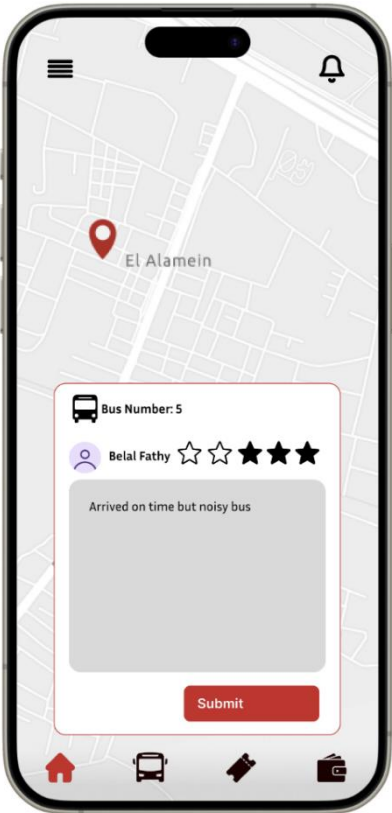 El Alamein
Bus Number: 5
Belal Fathy
Arrived on time but noisy bus
Submit